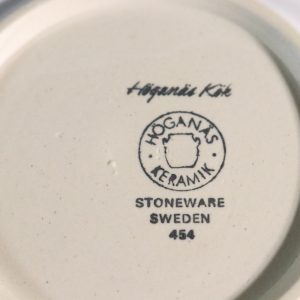 Höganäs Kök
HÖGANÄS
KERAMIK
STONEWARE
SWEDEN
454